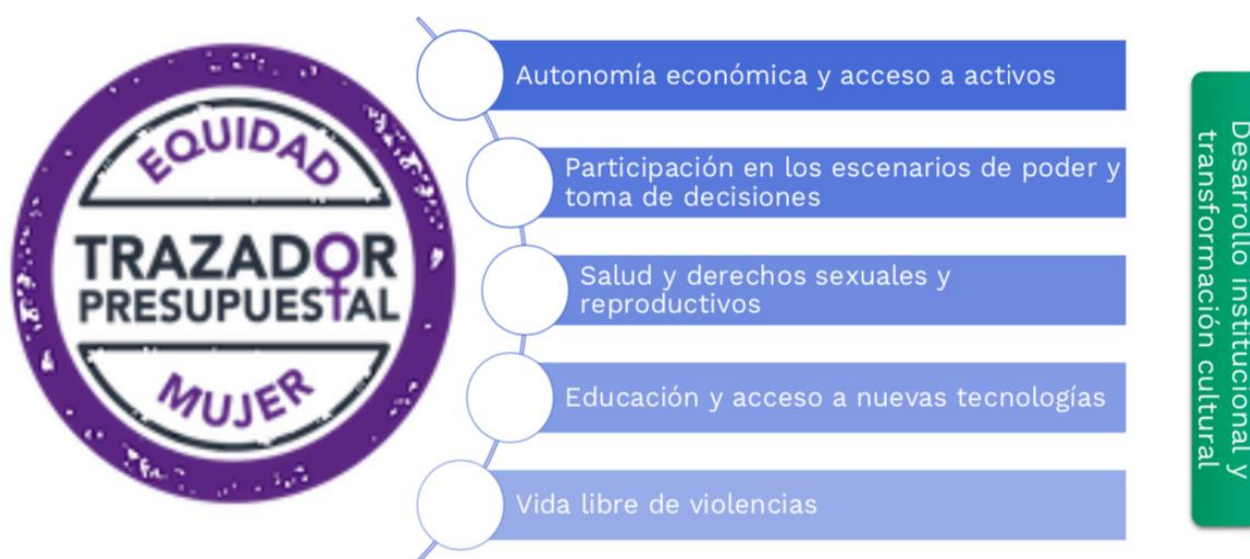 EQUIDAD
TRAZADOR
PRESUPUESTAL
MUJER
Autonomía económica y acceso a activos
Participación en los escenarios de poder y
toma de decisiones
Salud y derechos sexuales y
reproductivos
Educación y acceso a nuevas tecnologías
Vida libre de violencias
Desarrollo institucional y
transformación cultural